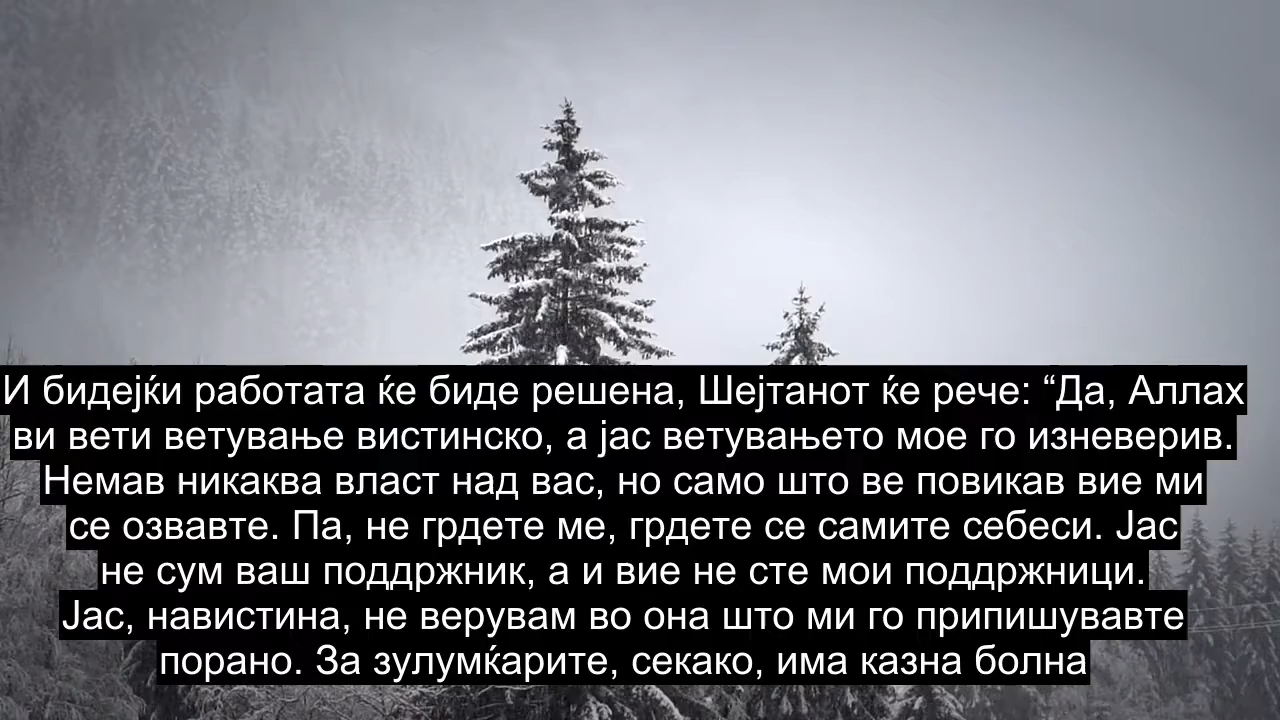 И бидејќи работата ќе биде решена, Шејтанот ќе рече: “Да, Аллах
ви вети ветување вистинско, а јас ветувањето мое го изневерив.
Немав никаква власт над вас, но само што ве повикав вие ми
се озвавте. Па, не грдете ме, грдете се самите себеси. Јас
не сум ваш поддржник, а и вие не сте мои поддржници.
Јас, навистина, не верувам во она што ми го припишувавте
порано. За зулумќарите, секако, има казна болна